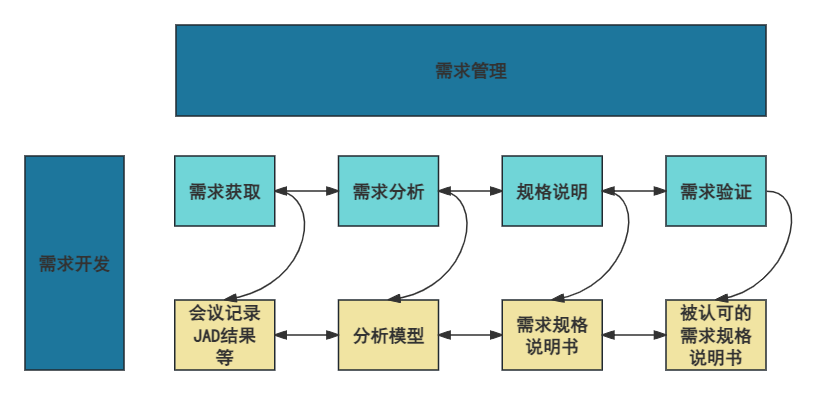 需求管理
需求开发
需求获取
需求分析
规格说明
需求验证
会议记录
JAD结果
等
分析模型
需求规格
说明书
被认可的
需求规格
说明书